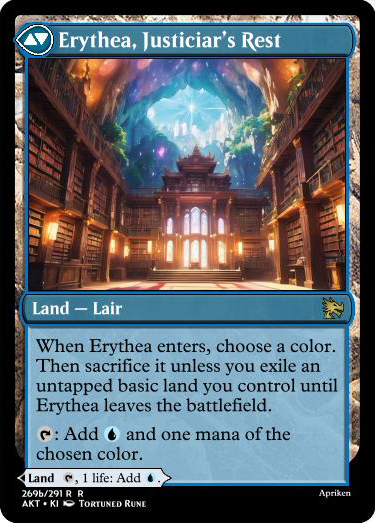 Erythea, Justiciar's Rest
Land — Lair
When Erythea enters, choose a color.
Then sacrifice it unless you exile an
untapped basic land you control until
Erythea leaves the battlefield.
: Add and one mana of the
chosen color.
Land , 1 life: Add .
269b/291 R R
Apriken
AKT • KI Tortured Rune